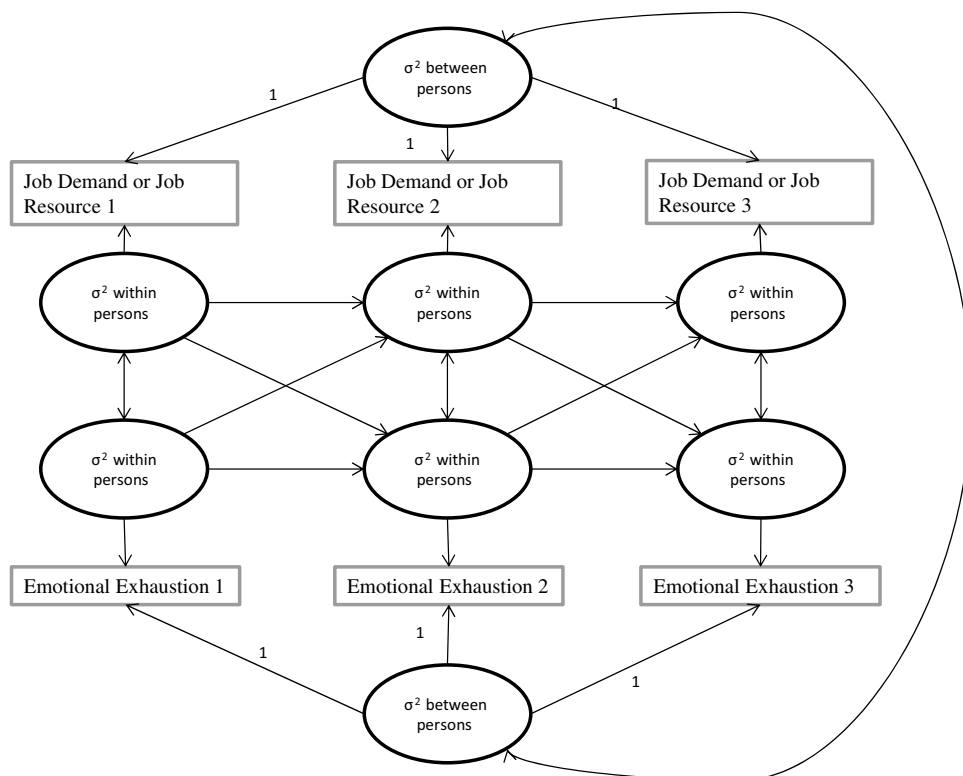 σ² between
persons
1
1
1
Job Demand or Job
Resource 1
Job Demand or Job
Resource 2
Job Demand or Job
Resource 3
σ² within
persons
σ² within
persons
σ² within
persons
σ² within
persons
σ² within
persons
σ² within
persons
Emotional Exhaustion 1
Emotional Exhaustion 2
Emotional Exhaustion 3
1
1
1
σ² between
persons